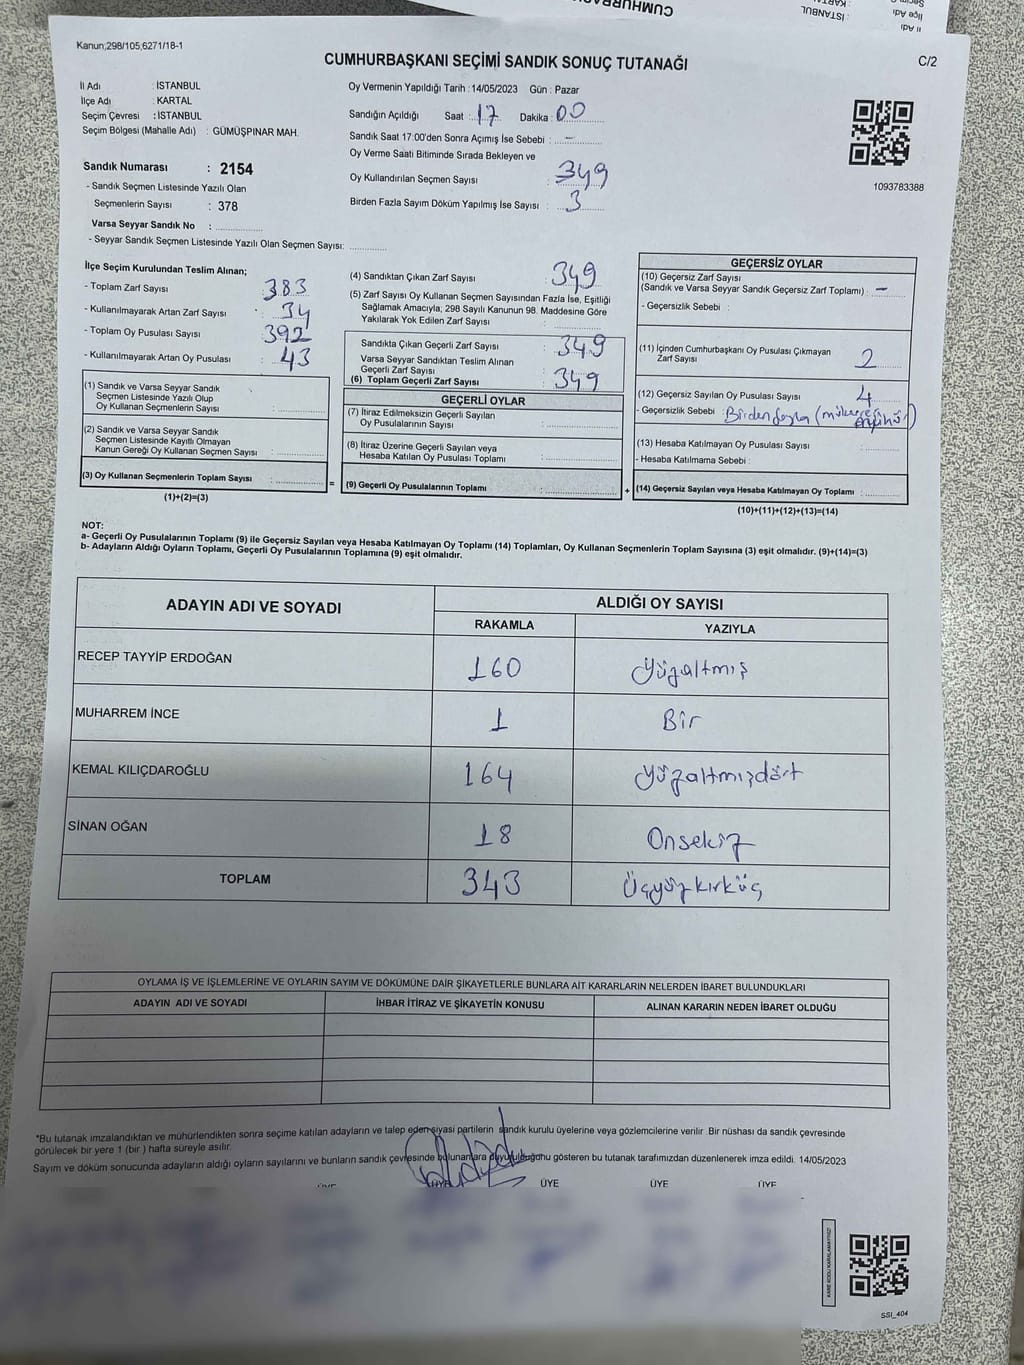 CUMHURBA
İSTANBUL
İl Adı
İlçe Adı
Kanun;298/105;6271/18-1
CUMHURBAŞKANI SEÇİMİ SANDIK SONUÇ TUTANAĞI
C/2
İl Adı : İSTANBUL
İlçe Adı : KARTAL
Seçim Çevresi : İSTANBUL
Seçim Bölgesi (Mahalle Adı) : GÜMÜŞPINAR MAH.
Oy Vermenin Yapıldığı Tarih :14/05/2023 Gün : Pazar
Sandığın Açıldığı Saat : 17 Dakika : 00
Sandık Saat 17:00'den Sonra Açımış İse Sebebi : -
Oy Verme Saati Bitiminde Sırada Bekleyen ve
Oy Kullandırılan Seçmen Sayısı : 349
Birden Fazla Sayım Döküm Yapılmış İse Sayısı : 3
1093783388
Sandık Numarası : 2154
- Sandık Seçmen Listesinde Yazılı Olan
Seçmenlerin Sayısı : 378
Varsa Seyyar Sandık No :
- Seyyar Sandık Seçmen Listesinde Yazılı Olan Seçmen Sayısı:
İlçe Seçim Kurulundan Teslim Alınan;
- Toplam Zarf Sayısı : 383
- Kullanılmayarak Artan Zarf Sayısı : 34
- Toplam Oy Pusulası Sayısı : 392
- Kullanılmayarak Artan Oy Pusulası : 43
(1) Sandık ve Varsa Seyyar Sandık
Seçmen Listesinde Yazılı Olup
Oy Kullanan Seçmenlerin Sayısı :
(2) Sandık ve Varsa Seyyar Sandık
Seçmen Listesinde Kayıtlı Olmayan
Kanun Gereği Oy Kullanan Seçmen Sayısı :
(3) Oy Kullanan Seçmenlerin Toplam Sayısı : =
(1)+(2)=(3)
(4) Sandıktan Çıkan Zarf Sayısı : 349
(5) Zarf Sayısı Oy Kullanan Seçmen Sayısından Fazla İse, Eşitliği
Sağlamak Amacıyla; 298 Sayılı Kanunun 98. Maddesine Göre
Yakılarak Yok Edilen Zarf Sayısı :
Sandıkta Çıkan Geçerli Zarf Sayısı : 349
Varsa Seyyar Sandıktan Teslim Alınan
Geçerli Zarf Sayısı :
(6) Toplam Geçerli Zarf Sayısı : 349
GEÇERLİ OYLAR
(7) İtiraz Edilmeksizin Geçerli Sayılan
Oy Pusulasının Sayısı :
(8) İtiraz Üzerine Geçerli Sayılan veya
Hesaba Katılan Oy Pusulası Toplamı :
(9) Geçerli Oy Pusulalarının Toplamı : +
GEÇERSİZ OYLAR
(10) Geçersiz Zarf Sayısı
(Sandık ve Varsa Seyyar Sandık Geçersiz Zarf Toplamı) : -
- Geçersizlik Sebebi :
(11) İçinden Cumhurbaşkanı Oy Pusulası Çıkmayan
Zarf Sayısı : 2
(12) Geçersiz Sayılan Oy Pusulası Sayısı : 4
- Geçersizlik Sebebi : Birden fazla
(13) Hesaba Katılmayan Oy Pusulası Sayısı :
- Hesaba Katılmama Sebebi :
(14) Geçersiz Sayılan veya Hesaba Katılmayan Oy Toplamı :
(10)+(11)+(12)+(13)=(14)
NOT:
a- Geçerli Oy Pusulalarının Toplamı (9) ile Geçersiz Sayılan veya Hesaba Katılmayan Oy Toplamı (14) Toplamları, Oy Kullanan Seçmenlerin Toplam Sayısına (3) eşit olmalıdır. (9)+(14)=(3)
b- Adayların Aldığı Oyların Toplamı, Geçerli Oy Pusulalarının Toplamına (9) eşit olmalıdır.
ADAYIN ADI VE SOYADI
ALDIĞI OY SAYISI
RAKAMLA YAZIYLA
RECEP TAYYİP ERDOĞAN 160 Yüzaltmış
MUHARREM İNCE 1 Bir
KEMAL KILIÇDAROĞLU 164 Yüzaltmışdört
SİNAN OĞAN 18 Onsekiz
TOPLAM 343 Üçyüzkırküç
OYLAMA İŞ VE İŞLEMLERİNE VE OYLARIN SAYIM VE DÖKÜMÜNE DAİR ŞİKAYETLERLE BUNLARA AİT KARARLARIN NELERDEN İBARET BULUNDUKLARI
ADAYIN ADI VE SOYADI İHBAR İTİRAZ VE ŞİKAYETİN KONUSU ALINAN KARARIN NEDEN İBARET OLDUĞU
*Bu tutanak imzalandıktan ve mühürlendikten sonra seçime katılan adayların ve talep eden siyasi partilerin sandık kurulu üyelerine veya gözlemcilerine verilir .Bir nüshası da sandık çevresinde
görülecek bir yere 1 (bir ) hafta süreyle asılır.
Sayım ve döküm sonucunda adayların aldığı oyların sayılarını ve bunların sandık çevresinde bulunanlara duyurulduğunu gösteren bu tutanak tarafımızdan düzenlenerek imza edildi. 14/05/2023
ÜYE ÜYE ÜYE ÜYE ÜYE
KARE KODU KARALAMAYINIZ!
SSİ_404